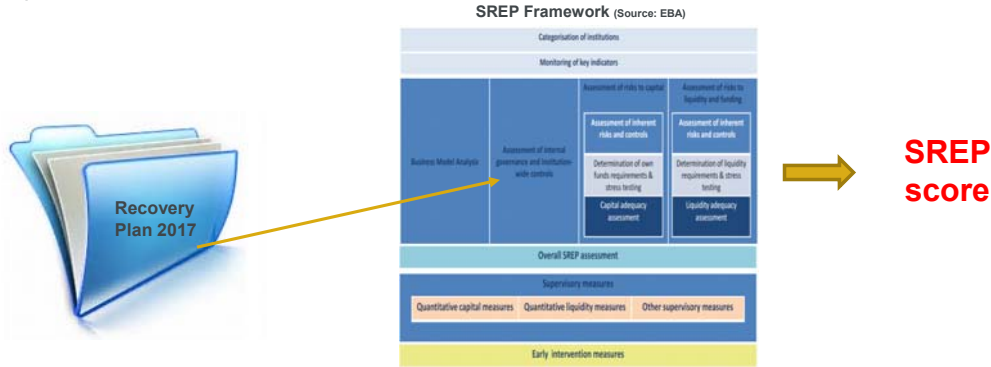 SREP Framework (Source: EBA)
Categorisation of institutions
Monitoring of key indicators
Business Model Analysis
Assessment of internal
governance and institution-
wide controls
Assessment of risks to capital
Assessment of inherent
risks and controls
Determination of own
funds requirements &
stress testing
Capital adequacy
assessment
Assessment of risks to
liquidity and funding
Assessment of inherent
risks and controls
Determination of liquidity
requirements & stress
testing
Liquidity adequacy
assessment
Overall SREP assessment
Supervisory measures
Quantitative capital measures
Quantitative liquidity measures
Other supervisory measures
Early intervention measures
Recovery
Plan 2017
SREP
score